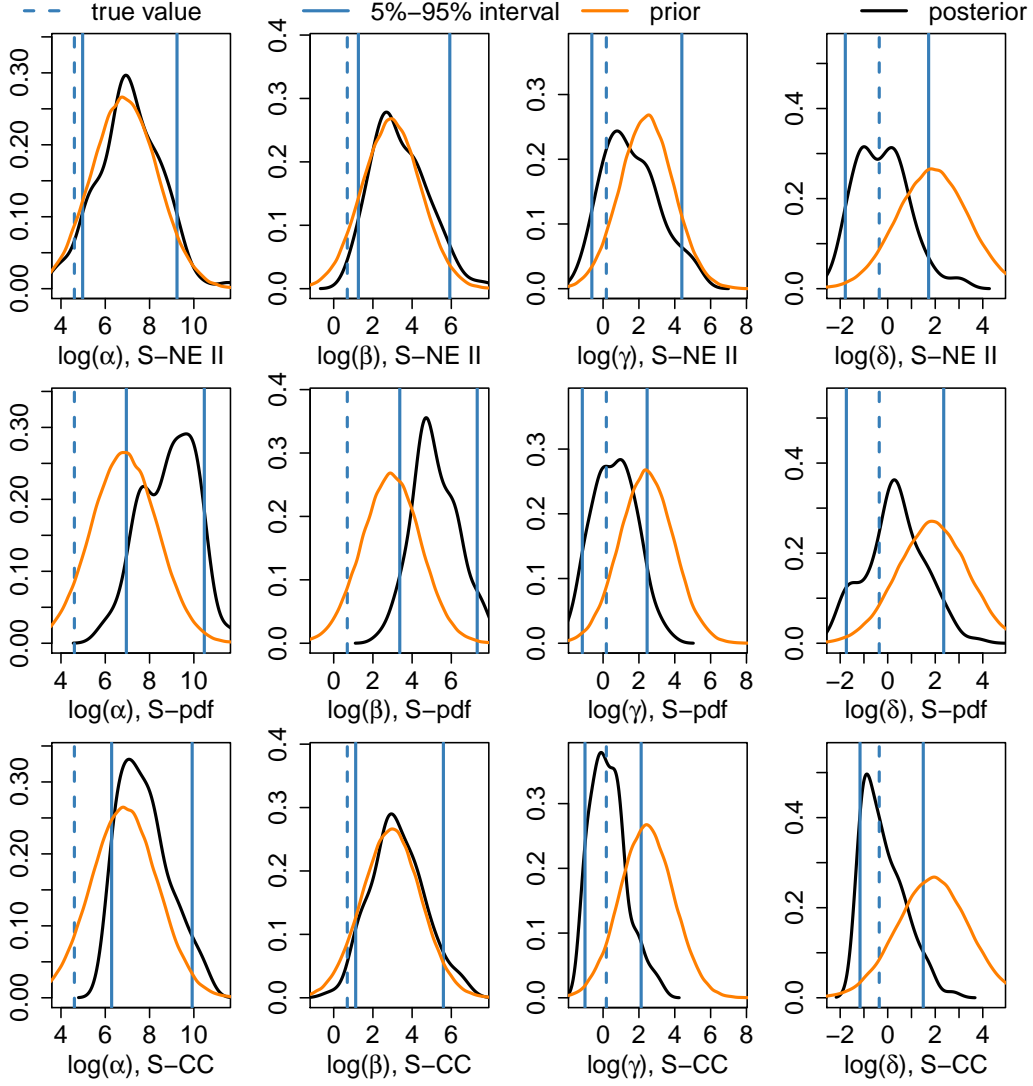 true value 5%−95% interval prior posterior
0.00 0.10 0.20 0.30
4 6 8 10
log(α), S−NE II
0.0 0.1 0.2 0.3 0.4
0 2 4 6
log(β), S−NE II
0.0 0.1 0.2 0.3
0 2 4 6 8
log(γ), S−NE II
0.0 0.2 0.4
−2 0 2 4
log(δ), S−NE II
0.00 0.10 0.20 0.30
4 6 8 10
log(α), S−pdf
0.0 0.1 0.2 0.3 0.4
0 2 4 6
log(β), S−pdf
0.0 0.1 0.2 0.3
0 2 4 6 8
log(γ), S−pdf
0.0 0.2 0.4
−2 0 2 4
log(δ), S−pdf
0.00 0.10 0.20 0.30
4 6 8 10
log(α), S−CC
0.0 0.1 0.2 0.3 0.4
0 2 4 6
log(β), S−CC
0.0 0.1 0.2 0.3
0 2 4 6 8
log(γ), S−CC
0.0 0.2 0.4
−2 0 2 4
log(δ), S−CC